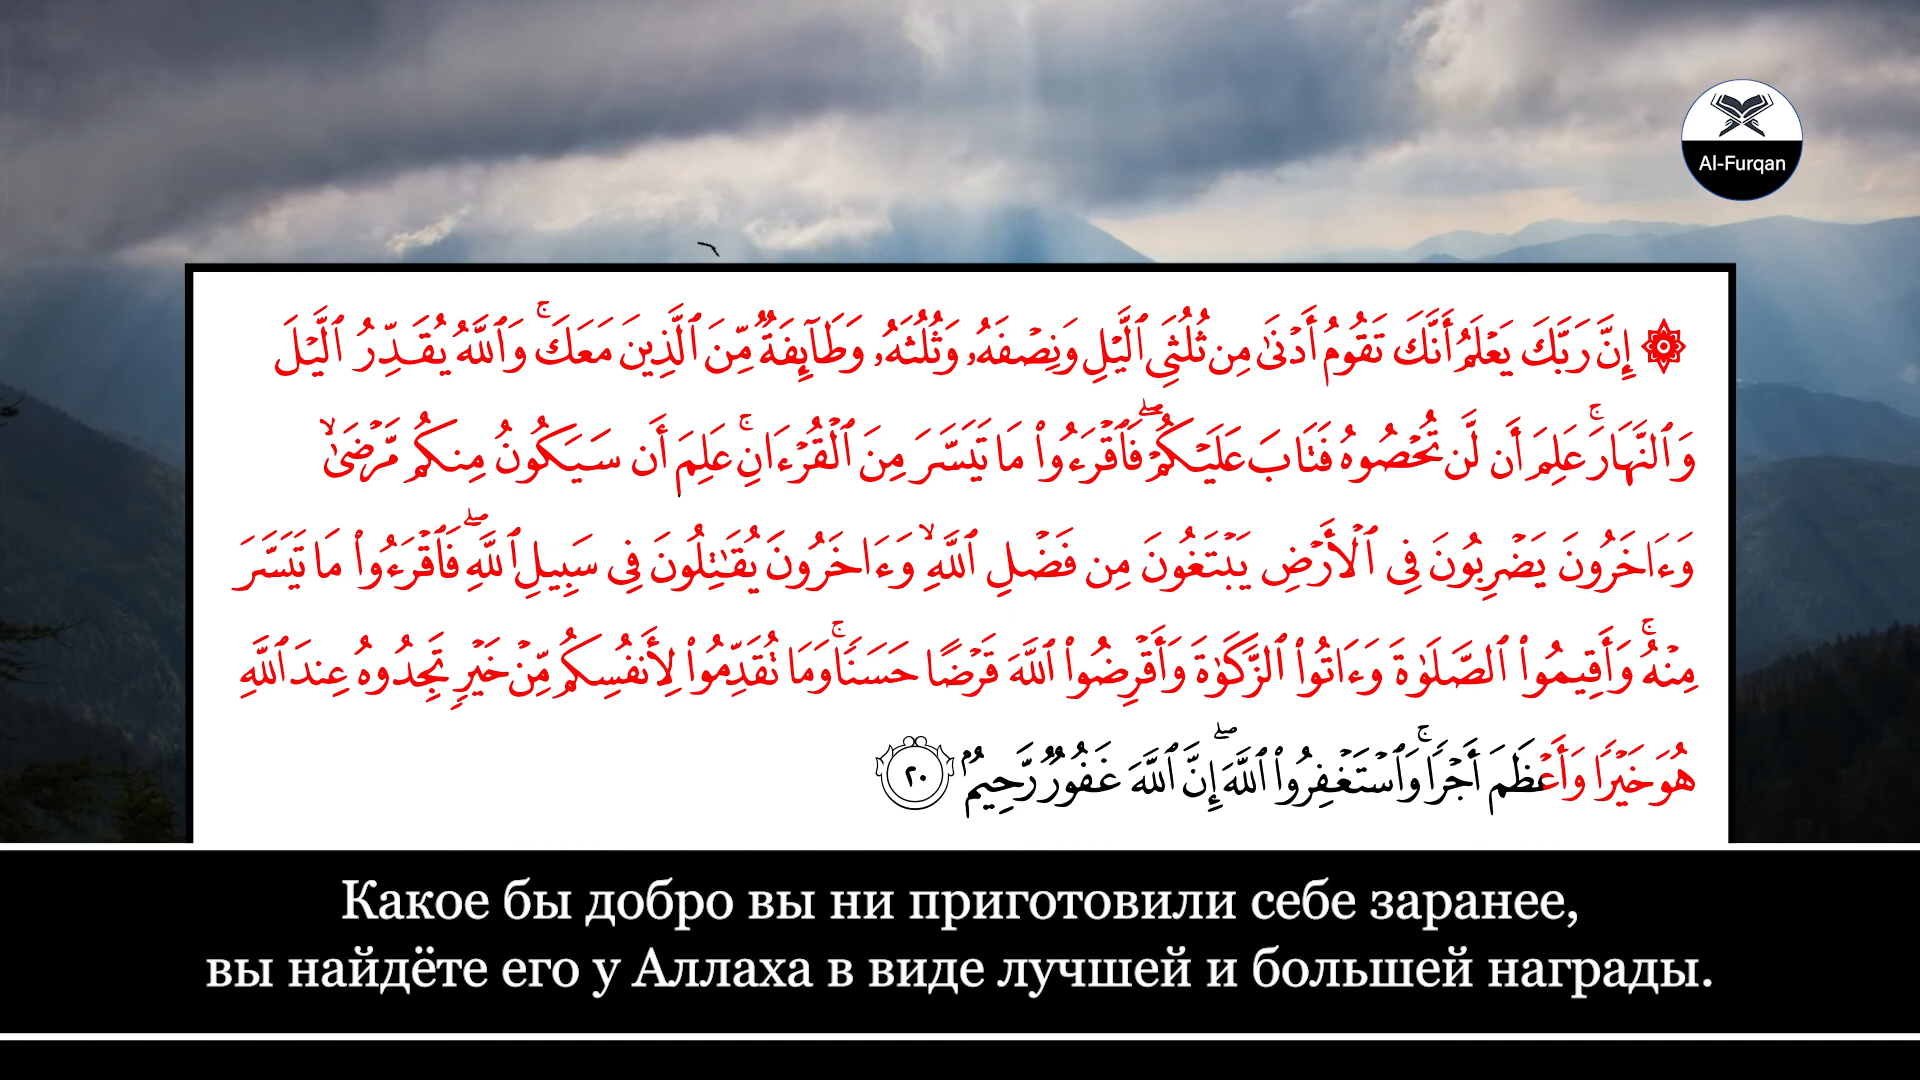 Al-Furqan
۞ إِنَّ رَبَّكَ يَعْلَمُ أَنَّكَ تَقُومُ أَدْنَىٰ مِن ثُلُثَىِ ٱلَّيْلِ وَنِصْفَهُۥ وَثُلُثَهُۥ وَطَآئِفَةٌ مِّنَ ٱلَّذِينَ مَعَكَ ۚ وَٱللَّهُ يُقَدِّرُ ٱلَّيْلَ
وَٱلنَّهَارَ ۚ عَلِمَ أَن لَّن تُحْصُوهُ فَتَابَ عَلَيْكُمْ ۖ فَٱقْرَءُوا۟ مَا تَيَسَّرَ مِنَ ٱلْقُرْءَانِ ۚ عَلِمَ أَن سَيَكُونُ مِنكُم مَّرْضَىٰ ۙ
وَءَاخَرُونَ يَضْرِبُونَ فِى ٱلْأَرْضِ يَبْتَغُونَ مِن فَضْلِ ٱللَّهِ ۙ وَءَاخَرُونَ يُقَـٰتِلُونَ فِى سَبِيلِ ٱللَّهِ ۖ فَٱقْرَءُوا۟ مَا تَيَسَّرَ
مِنْهُ ۚ وَأَقِيمُوا۟ ٱلصَّلَوٰةَ وَءَاتُوا۟ ٱلزَّكَوٰةَ وَأَقْرِضُوا۟ ٱللَّهَ قَرْضًا حَسَنًا ۚ وَمَا تُقَدِّمُوا۟ لِأَنفُسِكُم مِّنْ خَيْرٍ تَجِدُوهُ عِندَ ٱللَّهِ
هُوَ خَيْرًا وَأَعْظَمَ أَجْرًا ۚ وَٱسْتَغْفِرُوا۟ ٱللَّهَ ۖ إِنَّ ٱللَّهَ غَفُورٌ رَّحِيمٌۢ ٢٠
Какое бы добро вы ни приготовили себе заранее,
вы найдёте его у Аллаха в виде лучшей и большей награды.